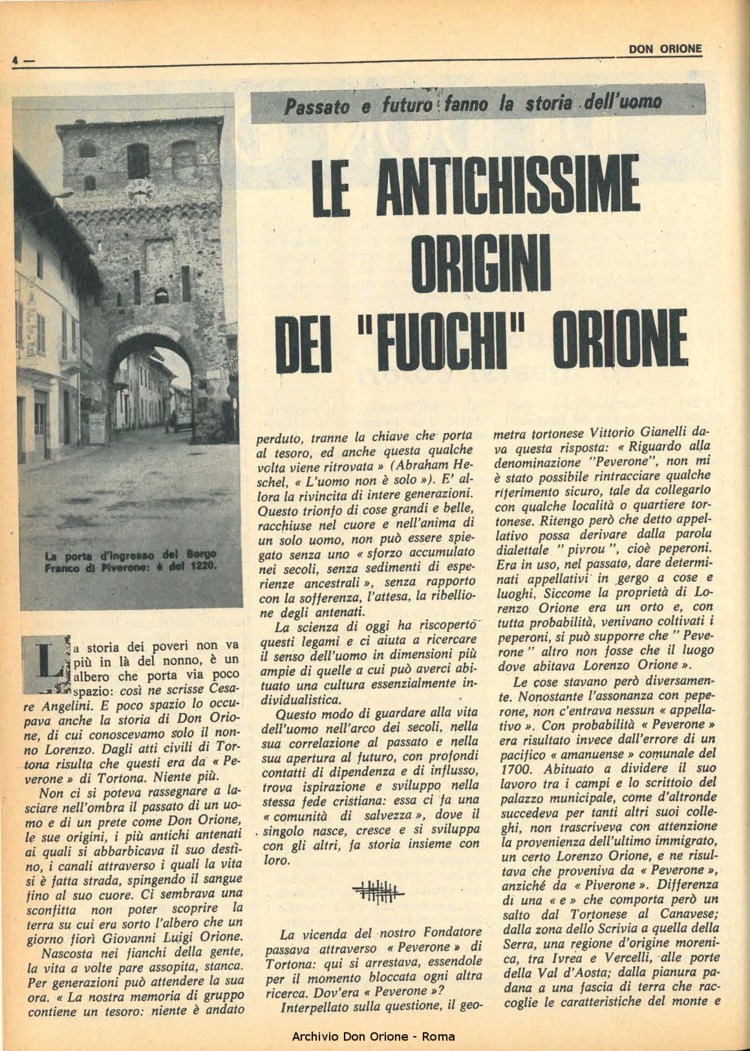 4 —
DON ORIONE
Passato e futuro fanno la storia dell'uomo
LE ANTICHISSIME
ORIGINI
DEI "FUOCHI" ORIONE
La porta d'ingresso del Borgo
Franco di Piverone: è del 1220.
La storia dei poveri non va
più in là del nonno, è un
albero che porta via poco
spazio: così ne scrisse Cesa-
re Angelini. E poco spazio lo occu-
pava anche la storia di Don Orio-
ne, di cui conoscevamo solo il non-
no Lorenzo. Dagli atti civili di Tor-
tona risulta che questi era da « Pe-
verone » di Tortona. Niente più.
Non ci si poteva rassegnare a la-
sciare nell'ombra il passato di un uo-
mo e di un prete come Don Orione,
le sue origini, i più antichi antenati
ai quali si abbarbicava il suo desti-
no, i canali attraverso i quali la vita
si è fatta strada, spingendo il sangue
fino al suo cuore. Ci sembrava una
sconfitta non poter scoprire la
terra su cui era sorto l'albero che un
giorno fiorì Giovanni Luigi Orione.
Nascosta nei fianchi della gente,
la vita a volte pare assopita, stanca.
Per generazioni può attendere la sua
ora. « La nostra memoria di gruppo
contiene un tesoro: niente è andato
perduto, tranne la chiave che porta
al tesoro, ed anche questa qualche
volta viene ritrovata » (Abraham He-
schel, « L'uomo non è solo »). E' al-
lora la rivincita di intere generazioni.
Questo trionfo di cose grandi e belle,
racchiuse nel cuore e nell'anima di
un solo uomo, non può essere spie-
gato senza uno « sforzo accumulato
nei secoli, senza sedimenti di espe-
rienze ancestrali », senza rapporto
con la sofferenza, l'attesa, la ribellio-
ne degli antenati.
La scienza di oggi ha riscoperto
questi legami e ci aiuta a ricercare
il senso dell'uomo in dimensioni più
ampie di quelle a cui può averci abi-
tuato una cultura essenzialmente in-
dividualistica.
Questo modo di guardare alla vita
dell'uomo nell'arco dei secoli, nella
sua correlazione al passato e nella
sua apertura al futuro, con profondi
contatti di dipendenza e di influsso,
trova ispirazione e sviluppo nella
stessa fede cristiana: essa ci fa una
« comunità di salvezza », dove il
singolo nasce, cresce e si sviluppa
con gli altri, fa storia insieme con
loro.
La vicenda del nostro Fondatore
passava attraverso « Peverone » di
Tortona: qui si arrestava, essendole
per il momento bloccata ogni altra
ricerca. Dov'era « Peverone »?
Interpellato sulla questione, il geo-
metra tortonese Vittorio Gianelli da-
va questa risposta: « Riguardo alla
denominazione "Peverone", non mi
è stato possibile rintracciare qualche
riferimento sicuro, tale da collegarlo
con qualche località o quartiere tor-
tonese. Ritengo però che detto appel-
lativo possa derivare dalla parola
dialettale " pivrou ", cioè peperoni.
Era in uso, nel passato, dare determi-
nati appellativi in gergo a cose e
luoghi. Siccome la proprietà di Lo-
renzo Orione era un orto e, con
tutta probabilità, venivano coltivati i
peperoni, si può supporre che " Peve-
rone " altro non fosse che il luogo
dove abitava Lorenzo Orione ».
Le cose stavano però diversamen-
te. Nonostante l'assonanza con pepe-
rone, non c'entrava nessun « appella-
tivo ». Con probabilità « Peverone »
era risultato invece dall'errore di un
pacifico « amanuense » comunale del
1700. Abituato a dividere il suo
lavoro tra i campi e lo scrittoio del
palazzo municipale, come d'altronde
succedeva per tanti altri suoi colle-
ghi, non trascriveva con attenzione
la provenienza dell'ultimo immigrato,
un certo Lorenzo Orione, e ne risul-
tava che proveniva da « Peverone »,
anziché da « Piverone ». Differenza
di una « e » che comporta però un
salto dal Tortonese al Canavese;
dalla zona dello Scrivia a quella della
Serra, una regione d'origine moreni-
ca, tra Ivrea e Vercelli, alle porte
della Val d'Aosta; dalla pianura pa-
dana a una fascia di terra che rac-
coglie le caratteristiche del monte e
Archivio Don Orione - Roma